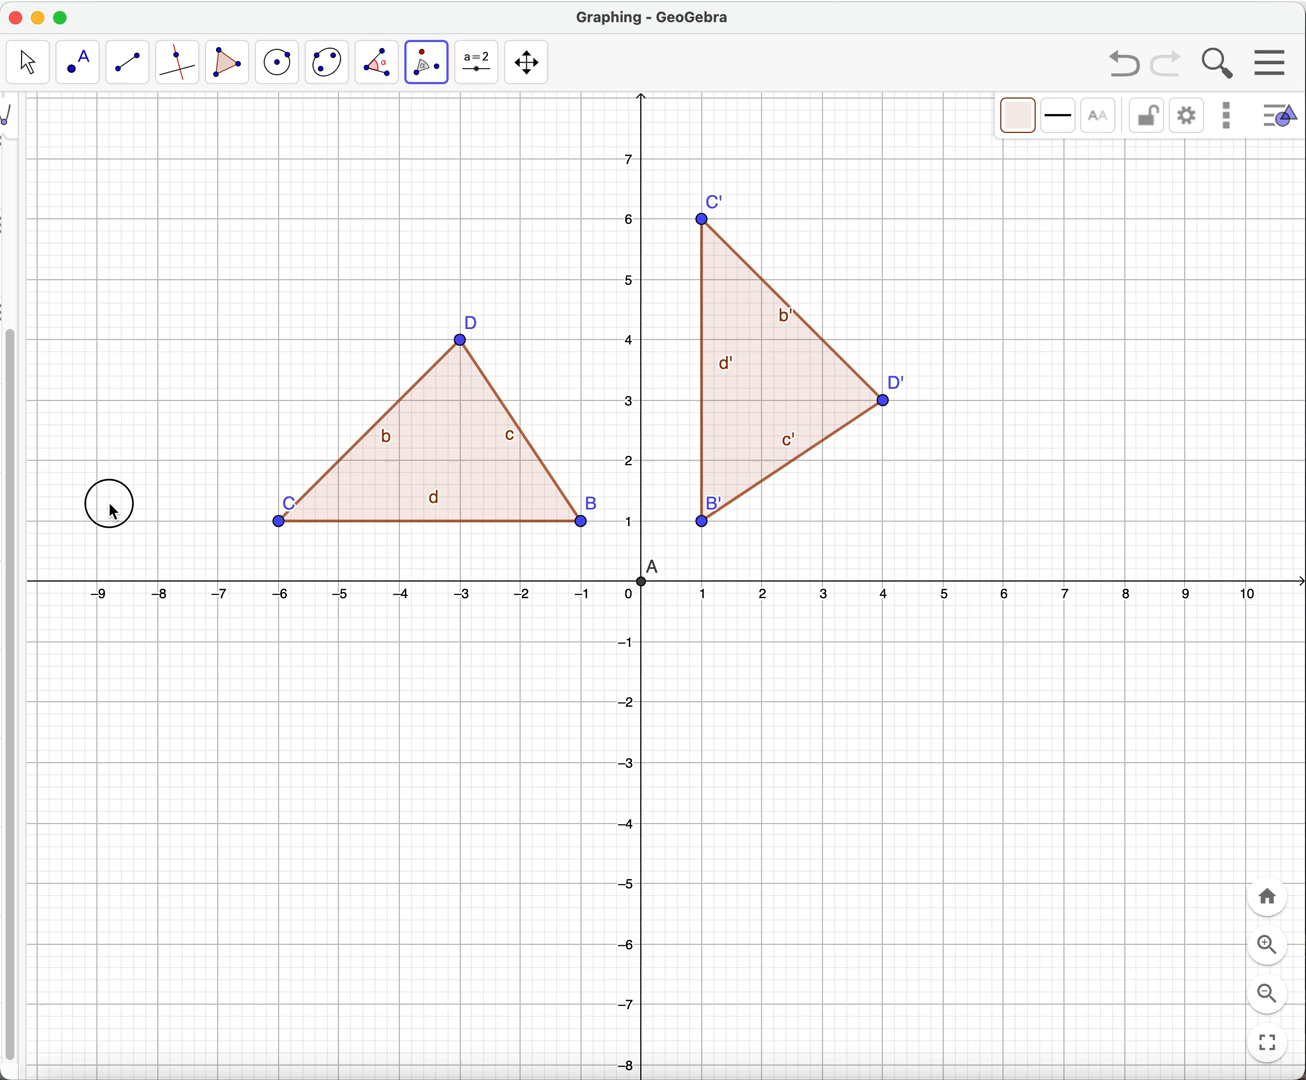 Graphing - GeoGebra
A
α
α
a=2
AA
7
C'
6
5
b'
D
4
d'
D'
3
b
c
c'
2
d
C
B
B'
1
A
–9 –8 –7 –6 –5 –4 –3 –2 –1 0 1 2 3 4 5 6 7 8 9 10
–1
–2
–3
–4
–5
–6
–7
–8